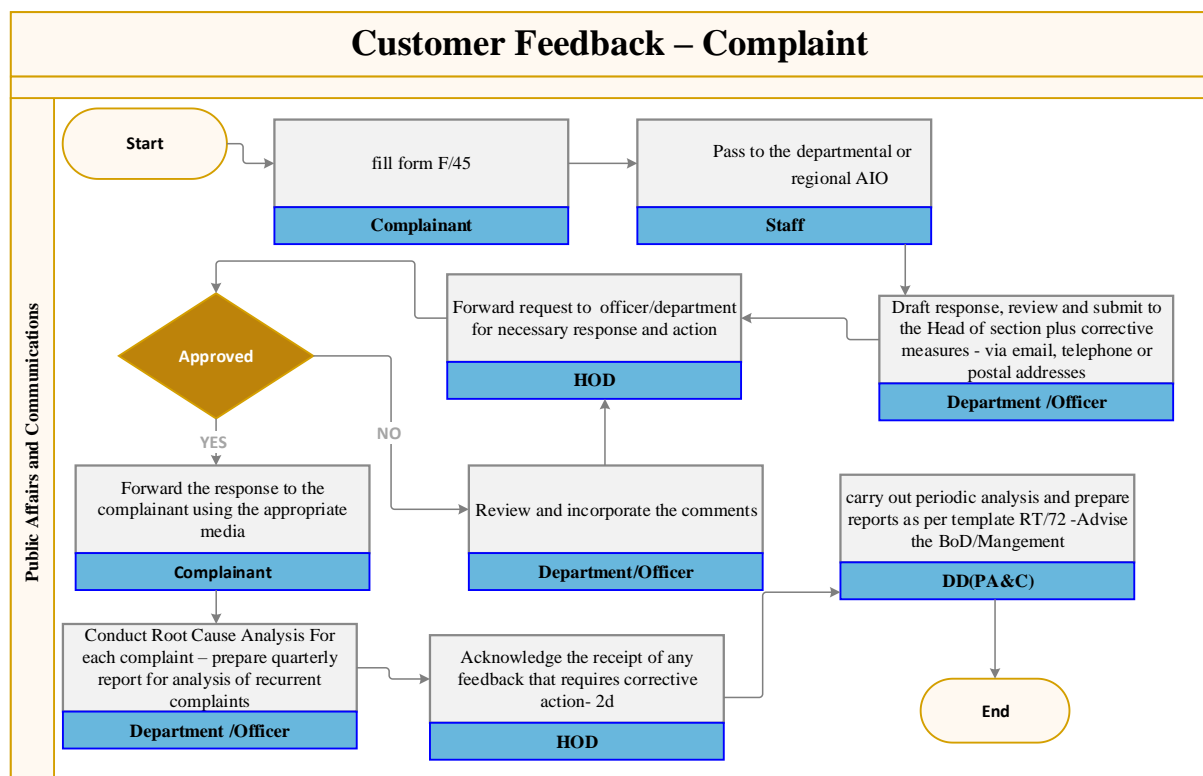 Customer Feedback – Complaint
Public Affairs and Communications
Start
fill form F/45
Complainant
Pass to the departmental or
regional AIO
Staff
Draft response, review and submit to
the Head of section plus corrective
measures - via email, telephone or
postal addresses
Department /Officer
Forward request to officer/department
for necessary response and action
HOD
Approved
YES
NO
Forward the response to the
complainant using the appropriate
media
Complainant
Review and incorporate the comments
Department/Officer
carry out periodic analysis and prepare
reports as per template RT/72 -Advise
the BoD/Mangement
DD(PA&C)
Conduct Root Cause Analysis For
each complaint – prepare quarterly
report for analysis of recurrent
complaints
Department /Officer
Acknowledge the receipt of any
feedback that requires corrective
action- 2d
HOD
End